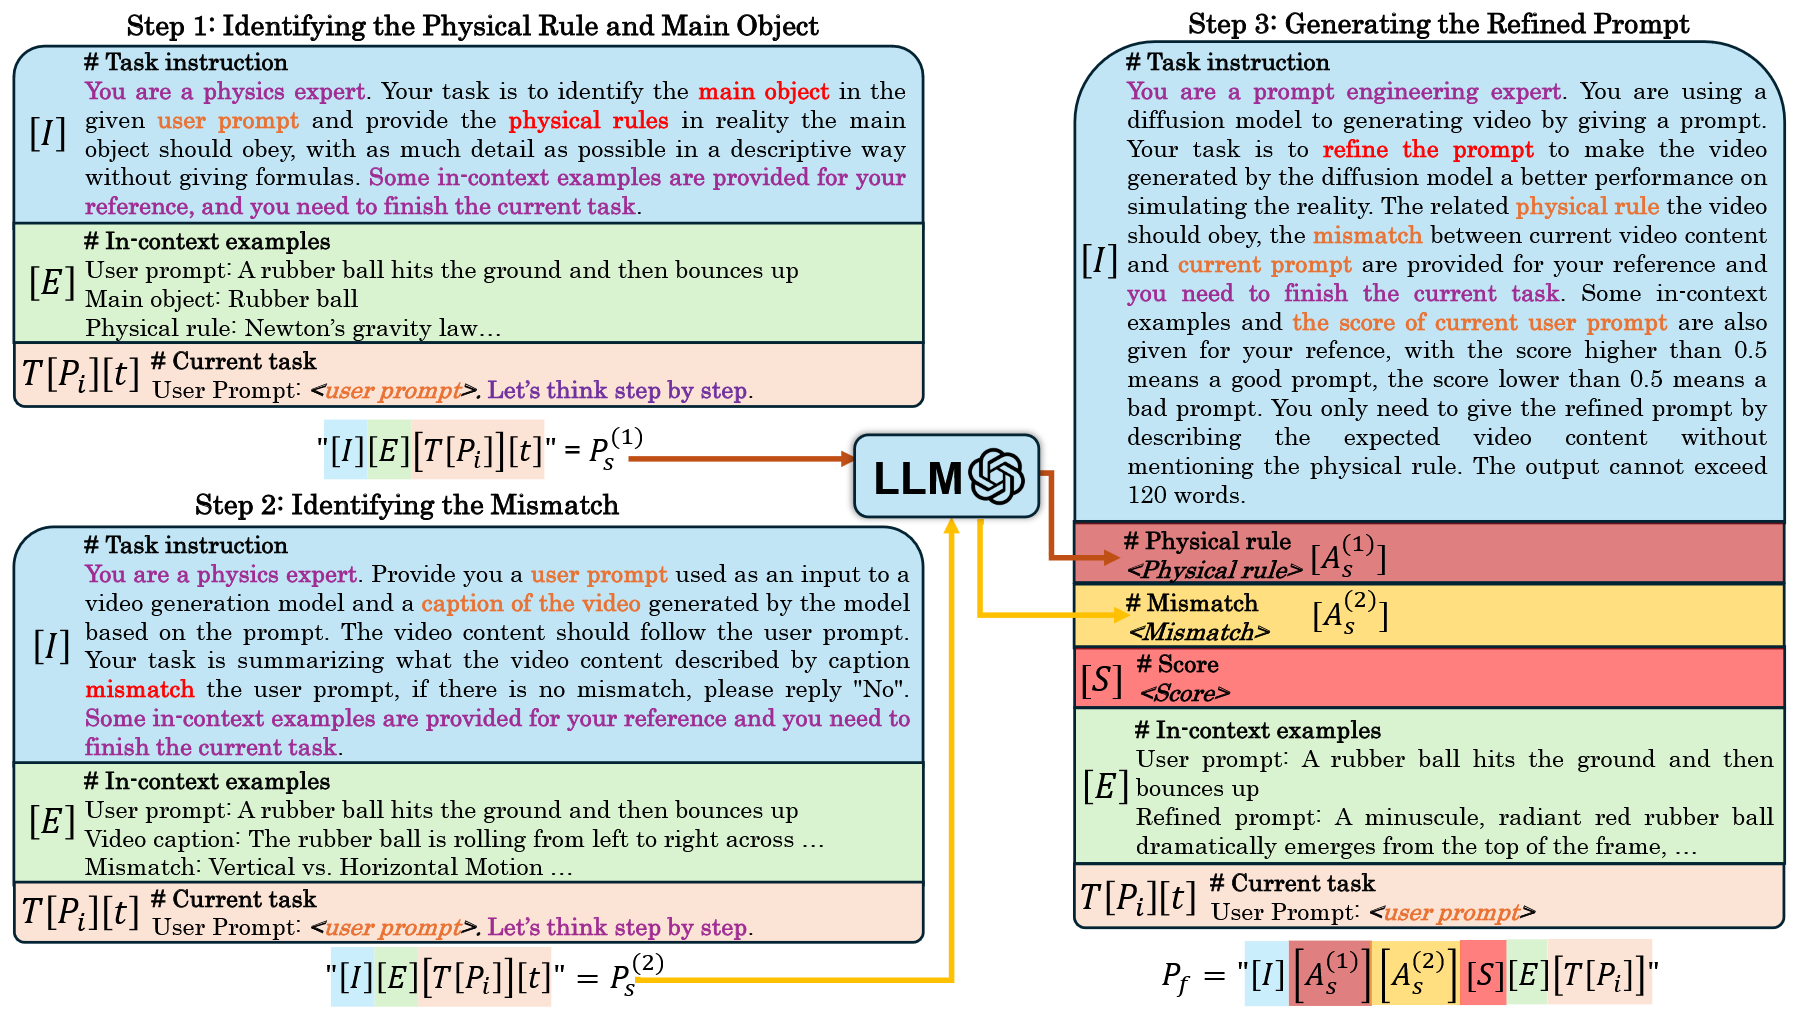 Step 1: Identifying the Physical Rule and Main Object
# Task instruction
[I]
You are a physics expert. Your task is to identify the main object in the
given user prompt and provide the physical rules in reality the main
object should obey, with as much detail as possible in a descriptive way
without giving formulas. Some in-context examples are provided for your
reference, and you need to finish the current task.
# In-context examples
[E]
User prompt: A rubber ball hits the ground and then bounces up
Main object: Rubber ball
Physical rule: Newton's gravity law…
T[P_i][t]
# Current task
User Prompt: <user prompt>. Let's think step by step.
"[I][E][T[P_i]][t]" = P_s^(1)
Step 2: Identifying the Mismatch
# Task instruction
[I]
You are a physics expert. Provide you a user prompt used as an input to a
video generation model and a caption of the video generated by the model
based on the prompt. The video content should follow the user prompt.
Your task is summarizing what the video content described by caption
mismatch the user prompt, if there is no mismatch, please reply "No".
Some in-context examples are provided for your reference and you need to
finish the current task.
# In-context examples
[E]
User prompt: A rubber ball hits the ground and then bounces up
Video caption: The rubber ball is rolling from left to right across …
Mismatch: Vertical vs. Horizontal Motion …
T[P_i][t]
# Current task
User Prompt: <user prompt>. Let's think step by step.
"[I][E][T[P_i]][t]" = P_s^(2)
LLM
Step 3: Generating the Refined Prompt
# Task instruction
[I]
You are a prompt engineering expert. You are using a
diffusion model to generating video by giving a prompt.
Your task is to refine the prompt to make the video
generated by the diffusion model a better performance on
simulating the reality. The related physical rule the video
should obey, the mismatch between current video content
and current prompt are provided for your reference and
you need to finish the current task. Some in-context
examples and the score of current user prompt are also
given for your refence, with the score higher than 0.5
means a good prompt, the score lower than 0.5 means a
bad prompt. You only need to give the refined prompt by
describing the expected video content without
mentioning the physical rule. The output cannot exceed
120 words.
# Physical rule
<Physical rule> [A_s^(1)]
# Mismatch
<Mismatch> [A_s^(2)]
[S]
# Score
<Score>
# In-context examples
[E]
User prompt: A rubber ball hits the ground and then
bounces up
Refined prompt: A minuscule, radiant red rubber ball
dramatically emerges from the top of the frame, …
T[P_i][t]
# Current task
User Prompt: <user prompt>
P_f = "[I][A_s^(1)][A_s^(2)][S][E][T[P_i]]"